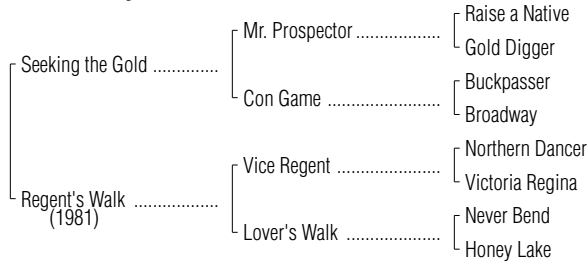 Raise a Native
Mr. Prospector ..................
Gold Digger
Seeking the Gold ..............
Buckpasser
Con Game ........................
Broadway
Northern Dancer
Vice Regent ......................
Victoria Regina
Regent's Walk ..................
(1981)
Never Bend
Lover's Walk .....................
Honey Lake